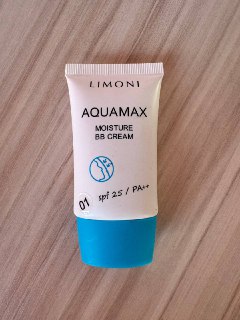 LIMONI
AQUAMAX
MOISTURE
BB CREAM
01
spf 25 / PA++